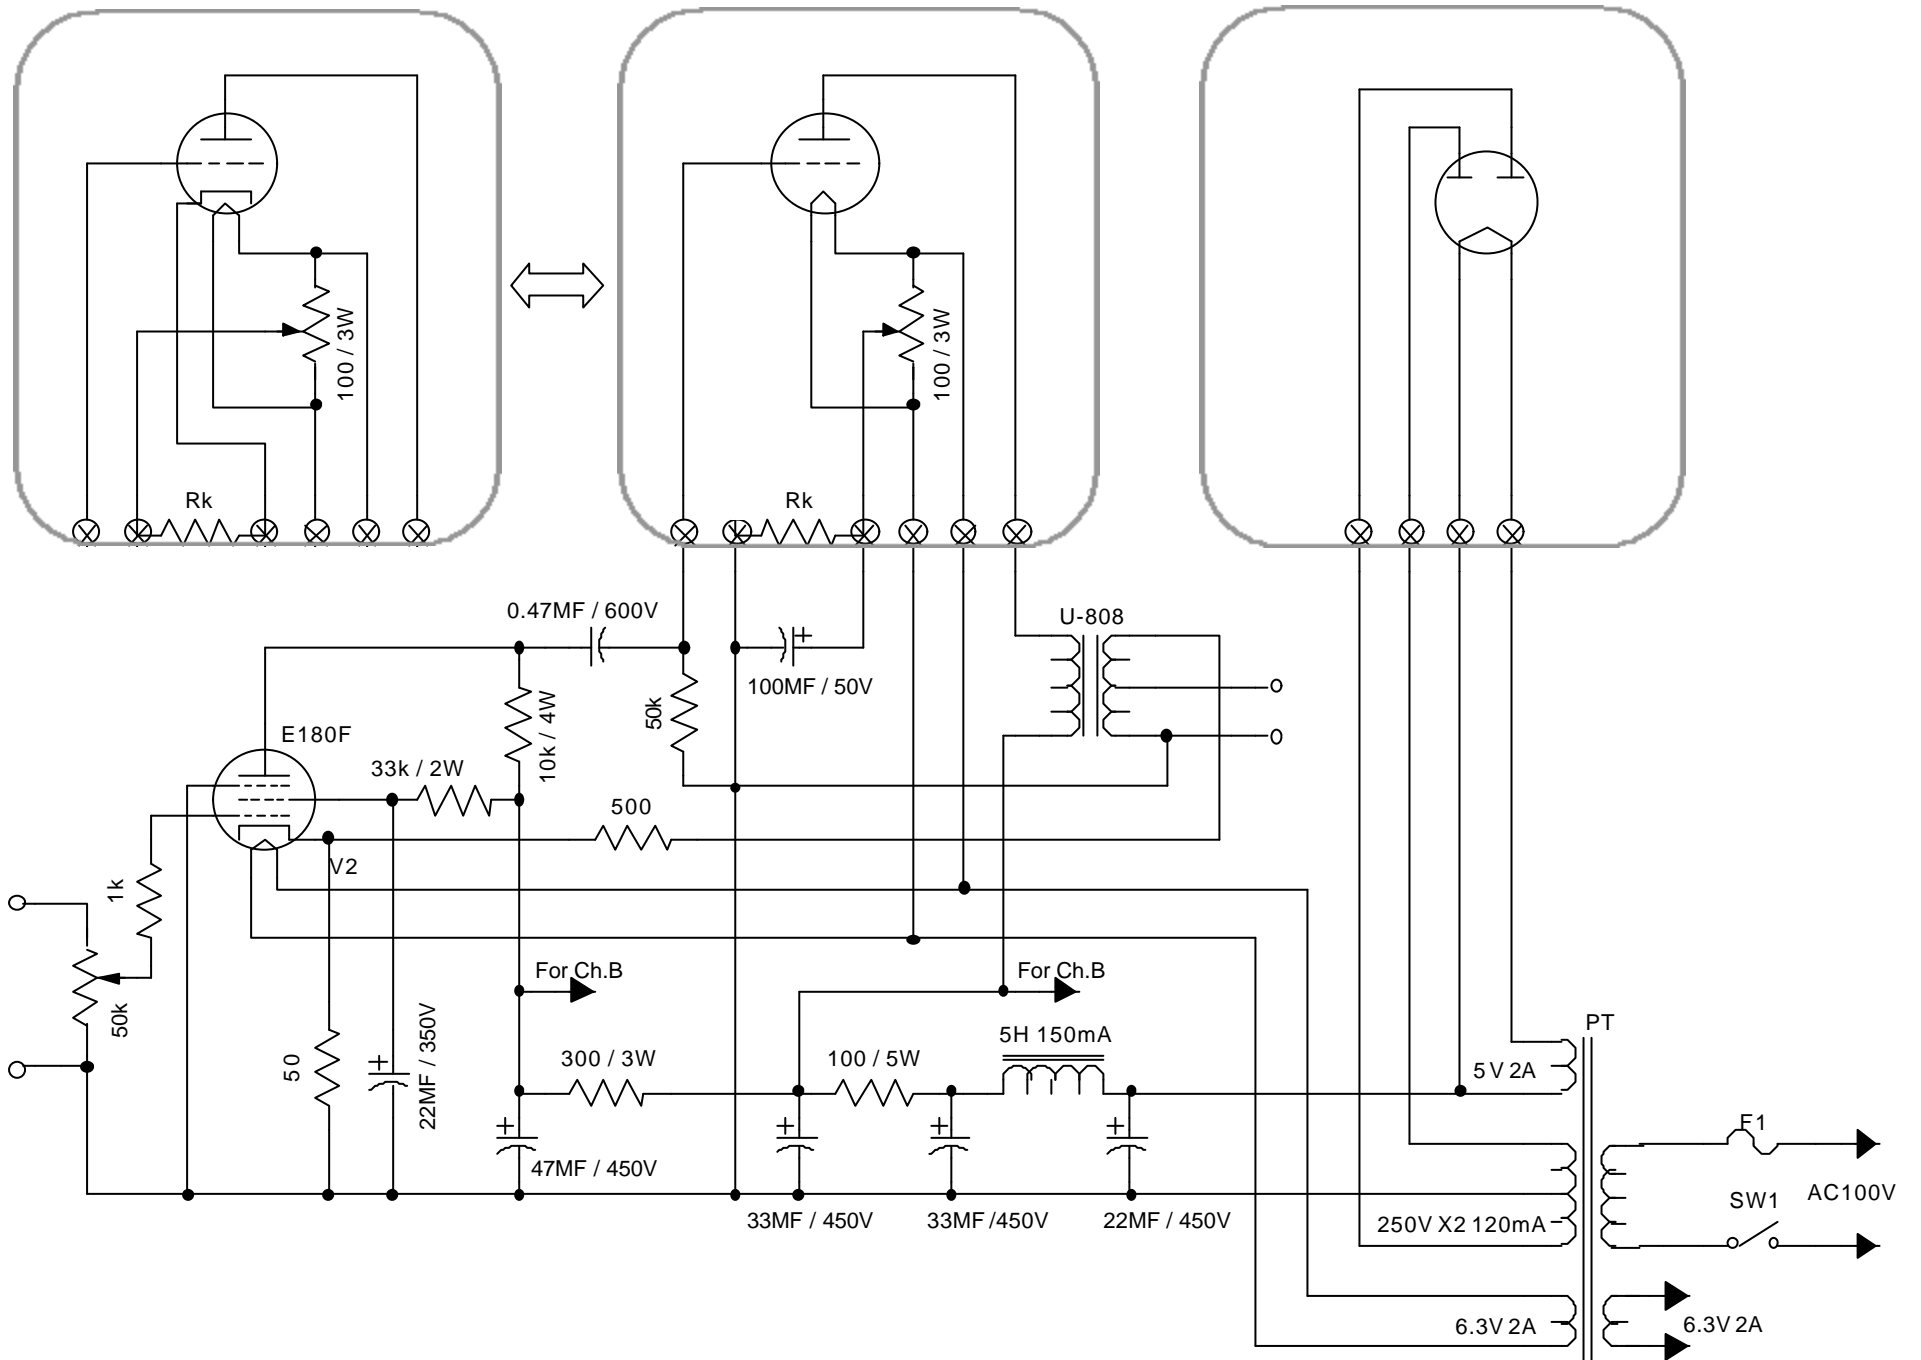 100 / 3W
Rk
100 / 3W
Rk
0.47MF / 600V
U-808
100MF / 50V
50k
10k / 4W
E180F
33k / 2W
500
V2
1k
50k
For Ch.B
For Ch.B
50
22MF / 350V
300 / 3W
100 / 5W
5H 150mA
PT
5V 2A
47MF / 450V
33MF / 450V
33MF /450V
22MF / 450V
250V X2 120mA
F1
SW1
AC100V
6.3V 2A
6.3V 2A